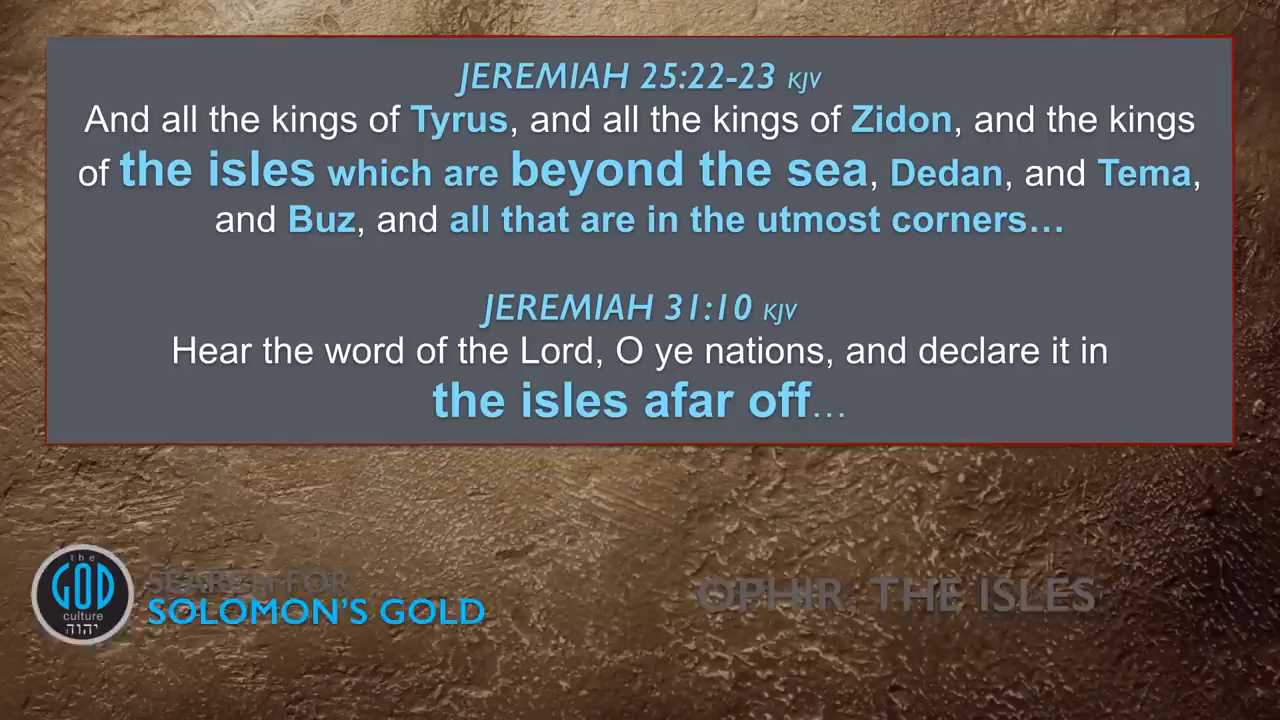 JEREMIAH 25:22-23 KJV
And all the kings of Tyrus, and all the kings of Zidon, and the kings
of the isles which are beyond the sea, Dedan, and Tema,
and Buz, and all that are in the utmost corners…
JEREMIAH 31:10 KJV
Hear the word of the Lord, O ye nations, and declare it in
the isles afar off…
the
GOD
culture
יהוה
SEARCH FOR
SOLOMON'S GOLD
OPHIR, THE ISLES